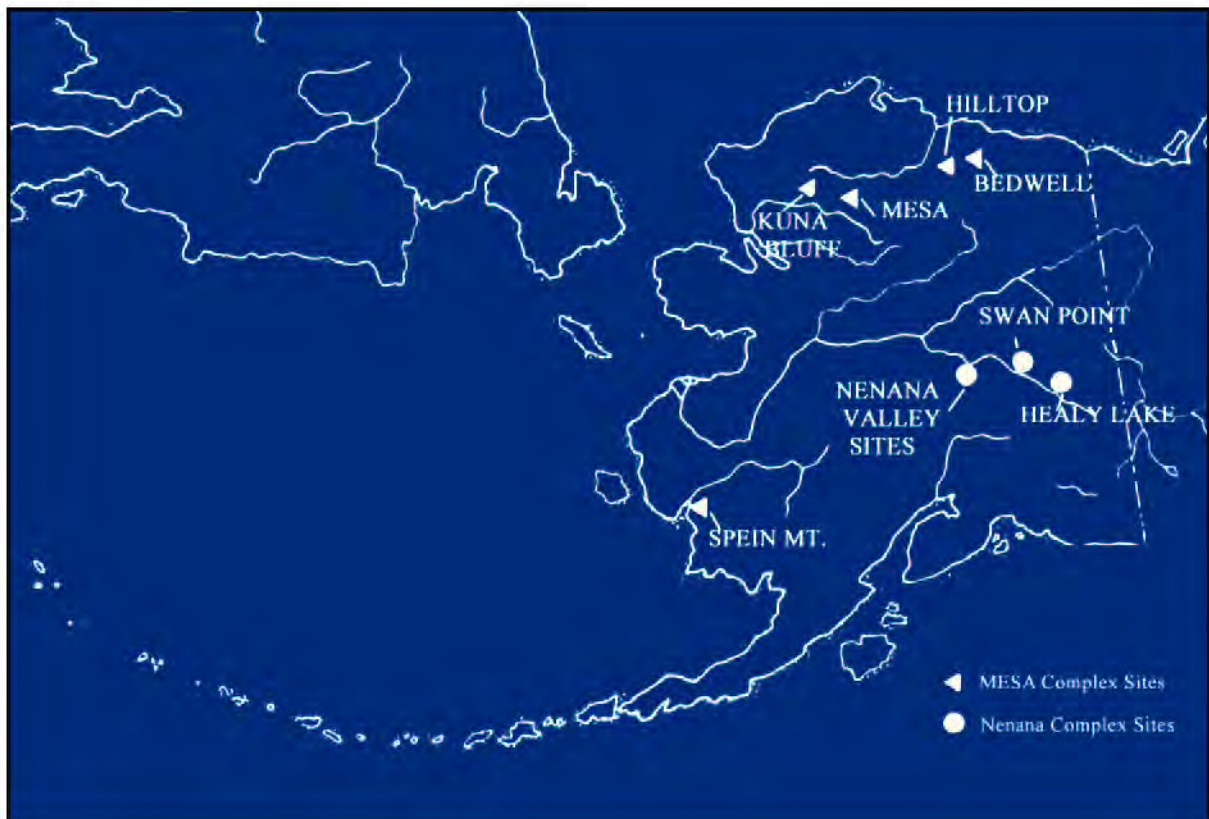 HILLTOP
BEDWELL
MESA
KUNA
BLUFF
SWAN POINT
NENANA
VALLEY
SITES
HEALY LAKE
SPEIN MT.
MESA Complex Sites
Nenana Complex Sites